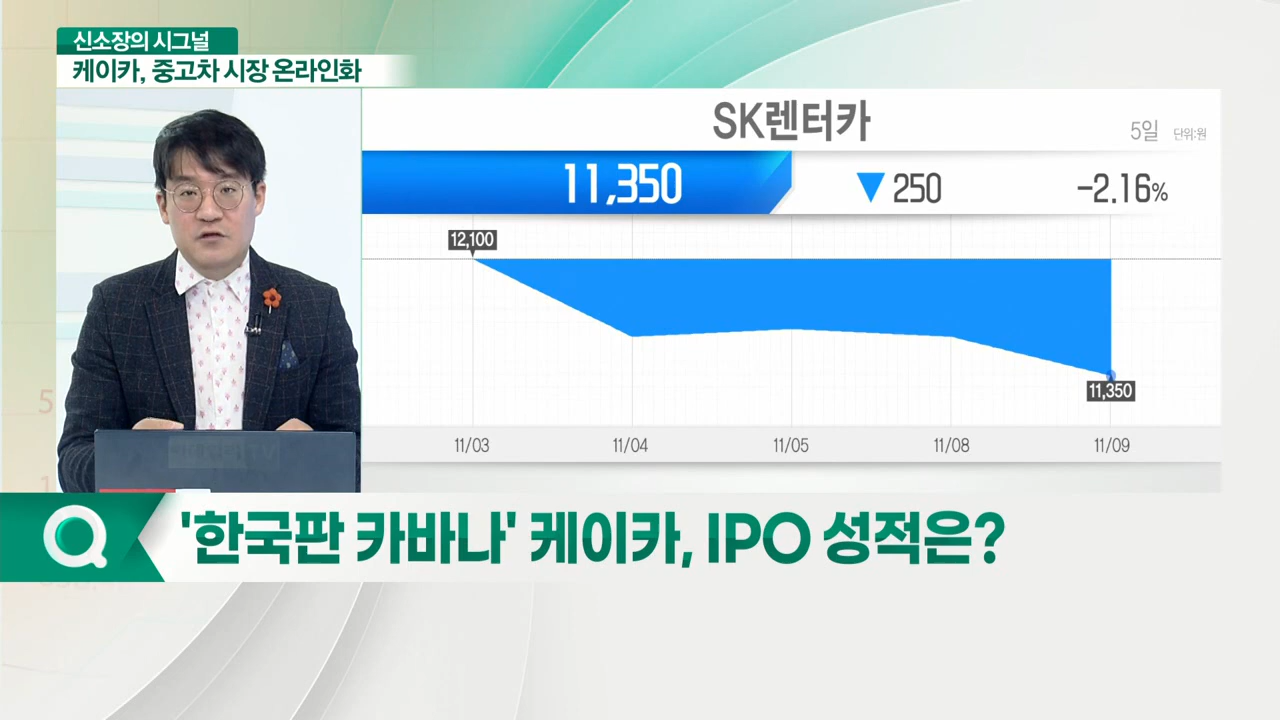 신소장의 시그널
케이카, 중고차 시장 온라인화
SK렌터카
5일 단위:원
11,350 ▼250 -2.16%
12,100
11,350
11/03 11/04 11/05 11/08 11/09
5
Q '한국판 카바나' 케이카, IPO 성적은?